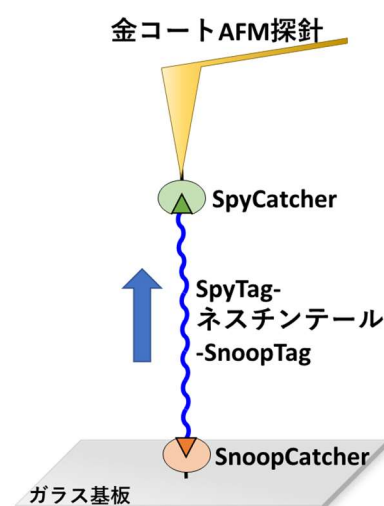 金コートAFM探針
SpyCatcher
SpyTag-
ネスチンテール
-SnoopTag
SnoopCatcher
ガラス基板